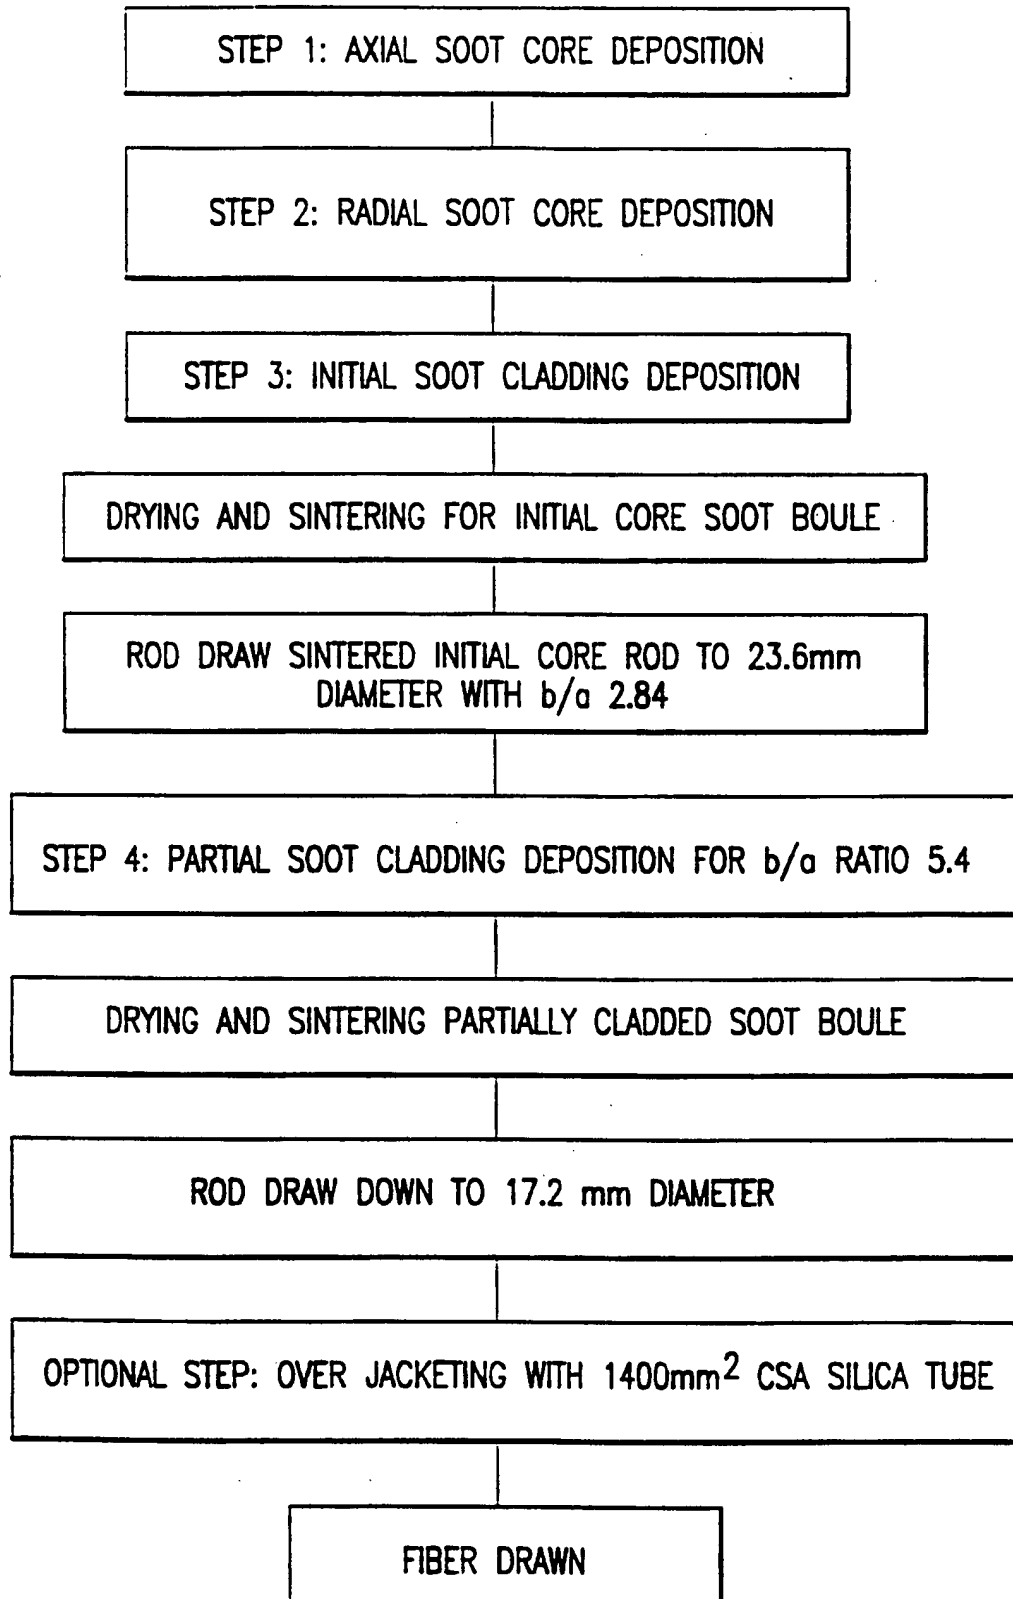 STEP 1: AXIAL SOOT CORE DEPOSITION
STEP 2: RADIAL SOOT CORE DEPOSITION
STEP 3: INITIAL SOOT CLADDING DEPOSITION
DRYING AND SINTERING FOR INITIAL CORE SOOT BOULE
ROD DRAW SINTERED INITIAL CORE ROD TO 23.6mm
DIAMETER WITH b/a 2.84
STEP 4: PARTIAL SOOT CLADDING DEPOSITION FOR b/a RATIO 5.4
DRYING AND SINTERING PARTIALLY CLADDED SOOT BOULE
ROD DRAW DOWN TO 17.2 mm DIAMETER
OPTIONAL STEP: OVER JACKETING WITH 1400mm² CSA SILICA TUBE
FIBER DRAWN